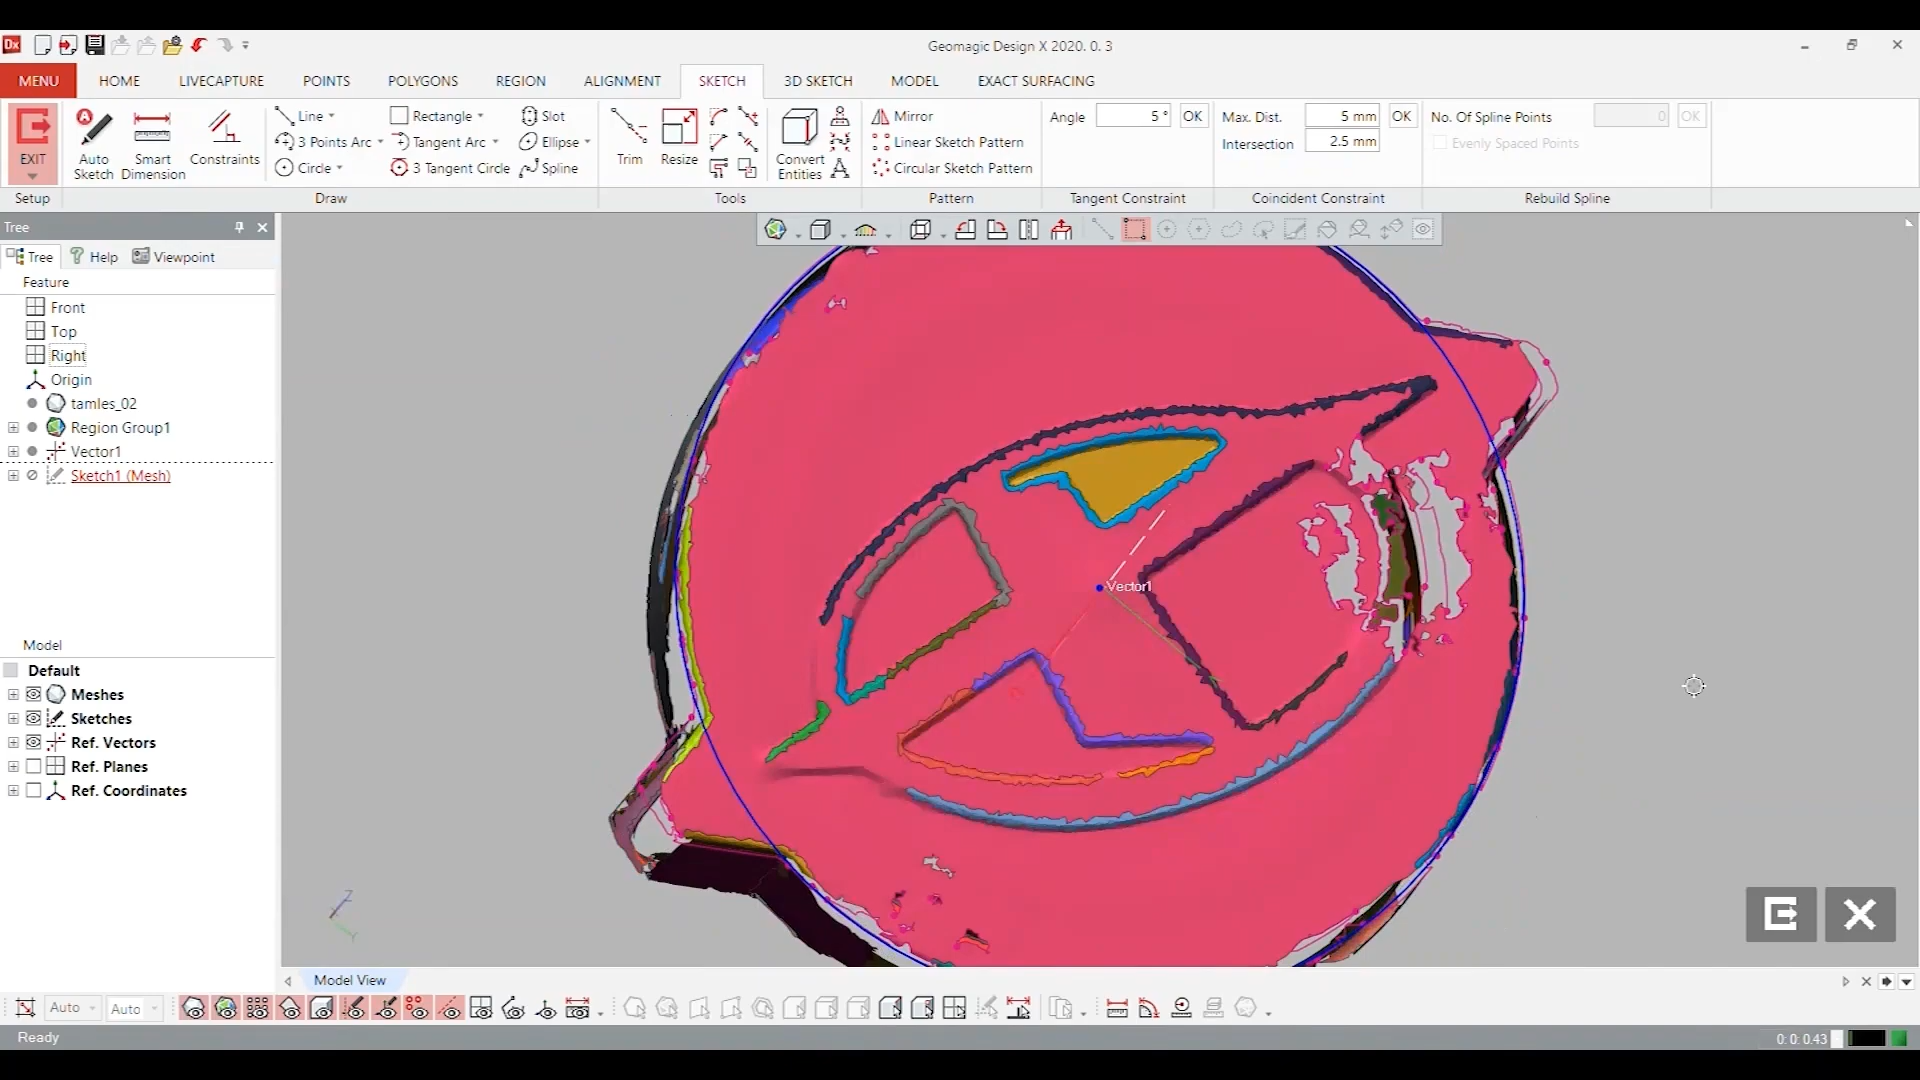 Dx
Geomagic Design X 2020. 0. 3
MENU HOME LIVECAPTURE POINTS POLYGONS REGION ALIGNMENT SKETCH 3D SKETCH MODEL EXACT SURFACING
EXIT
Auto Sketch
Smart Dimension
Constraints
Line
3 Points Arc
Circle
Rectangle
Tangent Arc
3 Tangent Circle
Slot
Ellipse
Spline
Trim
Resize
Convert Entities
Mirror
Linear Sketch Pattern
Circular Sketch Pattern
Angle 5 ° OK
Max. Dist. 5 mm OK
Intersection 2.5 mm
No. Of Spline Points 0 OK
Evenly Spaced Points
Setup Draw Tools Pattern Tangent Constraint Coincident Constraint Rebuild Spline
Tree
Tree Help Viewpoint
Feature
Front
Top
Right
Origin
tamles_02
Region Group1
Vector1
Sketch1 (Mesh)
Model
Default
Meshes
Sketches
Ref. Vectors
Ref. Planes
Ref. Coordinates
Vector1
Model View
Auto Auto
Ready
0: 0: 0.43